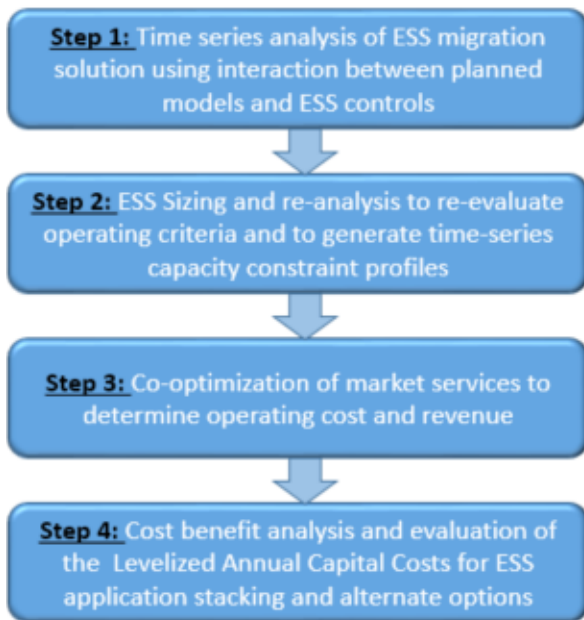 Step 1: Time series analysis of ESS migration
solution using interaction between planned
models and ESS controls
Step 2: ESS Sizing and re-analysis to re-evaluate
operating criteria and to generate time-series
capacity constraint profiles
Step 3: Co-optimization of market services to
determine operating cost and revenue
Step 4: Cost benefit analysis and evaluation of
the Levelized Annual Capital Costs for ESS
application stacking and alternate options